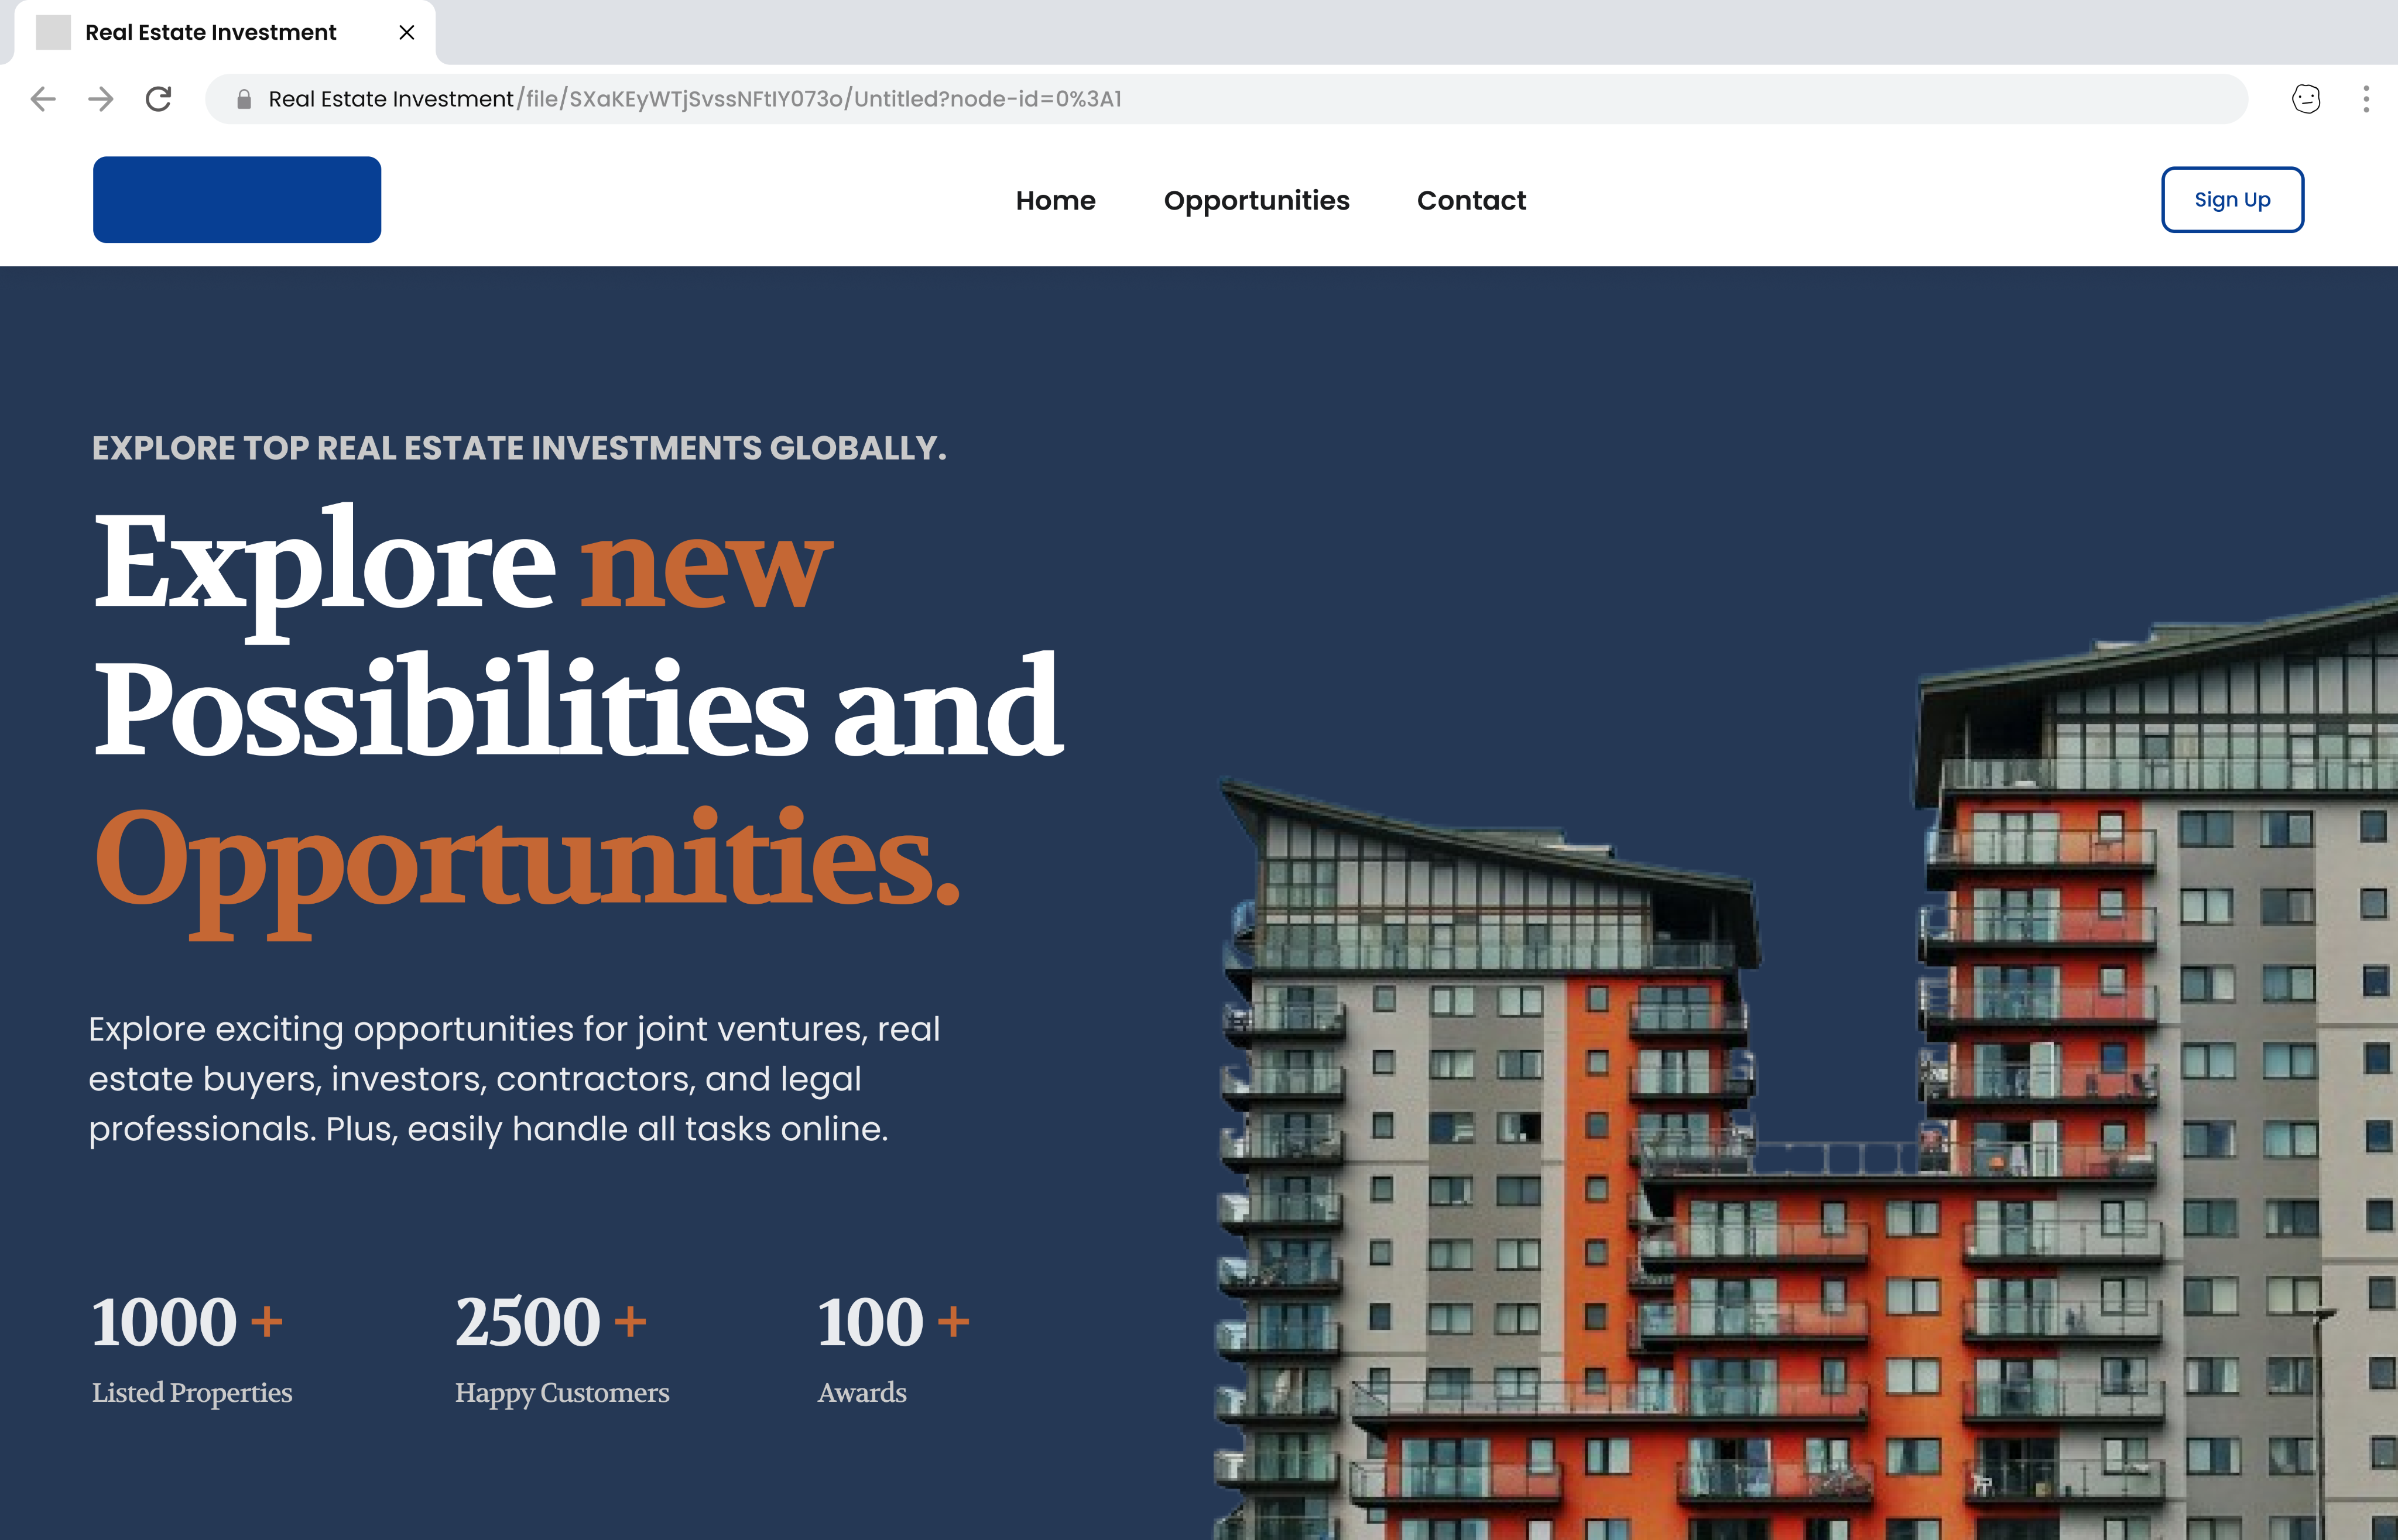 Real Estate Investment
Real Estate Investment/file/SXaKEyWTjSvssNFtIY073o/Untitled?node-id=0%3A1
Home Opportunities Contact Sign Up
EXPLORE TOP REAL ESTATE INVESTMENTS GLOBALLY.
Explore new
Possibilities and
Opportunities.
Explore exciting opportunities for joint ventures, real
estate buyers, investors, contractors, and legal
professionals. Plus, easily handle all tasks online.
1000 + 2500 + 100 +
Listed Properties Happy Customers Awards